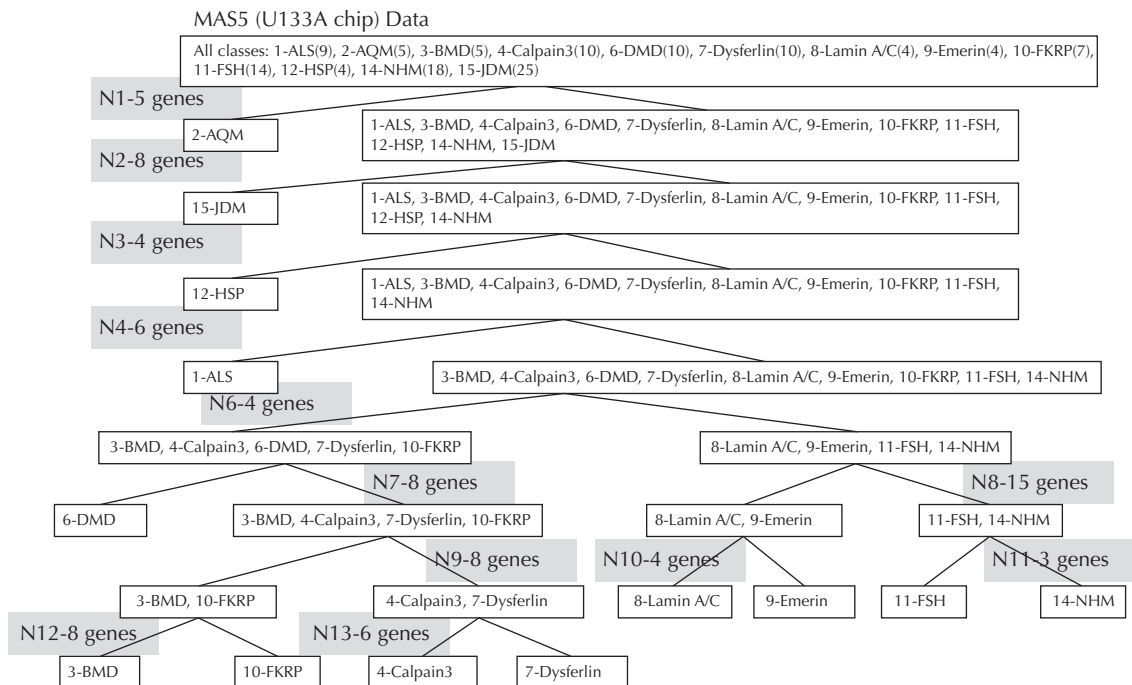 MAS5 (U133A chip) Data
All classes: 1-ALS(9), 2-AQM(5), 3-BMD(5), 4-Calpain3(10), 6-DMD(10), 7-Dysferlin(10), 8-Lamin A/C(4), 9-Emerin(4), 10-FKRP(7),
11-FSH(14), 12-HSP(4), 14-NHM(18), 15-JDM(25)
N1-5 genes
2-AQM
1-ALS, 3-BMD, 4-Calpain3, 6-DMD, 7-Dysferlin, 8-Lamin A/C, 9-Emerin, 10-FKRP, 11-FSH,
12-HSP, 14-NHM, 15-JDM
N2-8 genes
15-JDM
1-ALS, 3-BMD, 4-Calpain3, 6-DMD, 7-Dysferlin, 8-Lamin A/C, 9-Emerin, 10-FKRP, 11-FSH,
12-HSP, 14-NHM
N3-4 genes
12-HSP
1-ALS, 3-BMD, 4-Calpain3, 6-DMD, 7-Dysferlin, 8-Lamin A/C, 9-Emerin, 10-FKRP, 11-FSH,
14-NHM
N4-6 genes
1-ALS
3-BMD, 4-Calpain3, 6-DMD, 7-Dysferlin, 8-Lamin A/C, 9-Emerin, 10-FKRP, 11-FSH, 14-NHM
N6-4 genes
3-BMD, 4-Calpain3, 6-DMD, 7-Dysferlin, 10-FKRP
8-Lamin A/C, 9-Emerin, 11-FSH, 14-NHM
N7-8 genes
N8-15 genes
6-DMD
3-BMD, 4-Calpain3, 7-Dysferlin, 10-FKRP
8-Lamin A/C, 9-Emerin
11-FSH, 14-NHM
N9-8 genes
N10-4 genes
N11-3 genes
3-BMD, 10-FKRP
4-Calpain3, 7-Dysferlin
8-Lamin A/C
9-Emerin
11-FSH
14-NHM
N12-8 genes
N13-6 genes
3-BMD
10-FKRP
4-Calpain3
7-Dysferlin